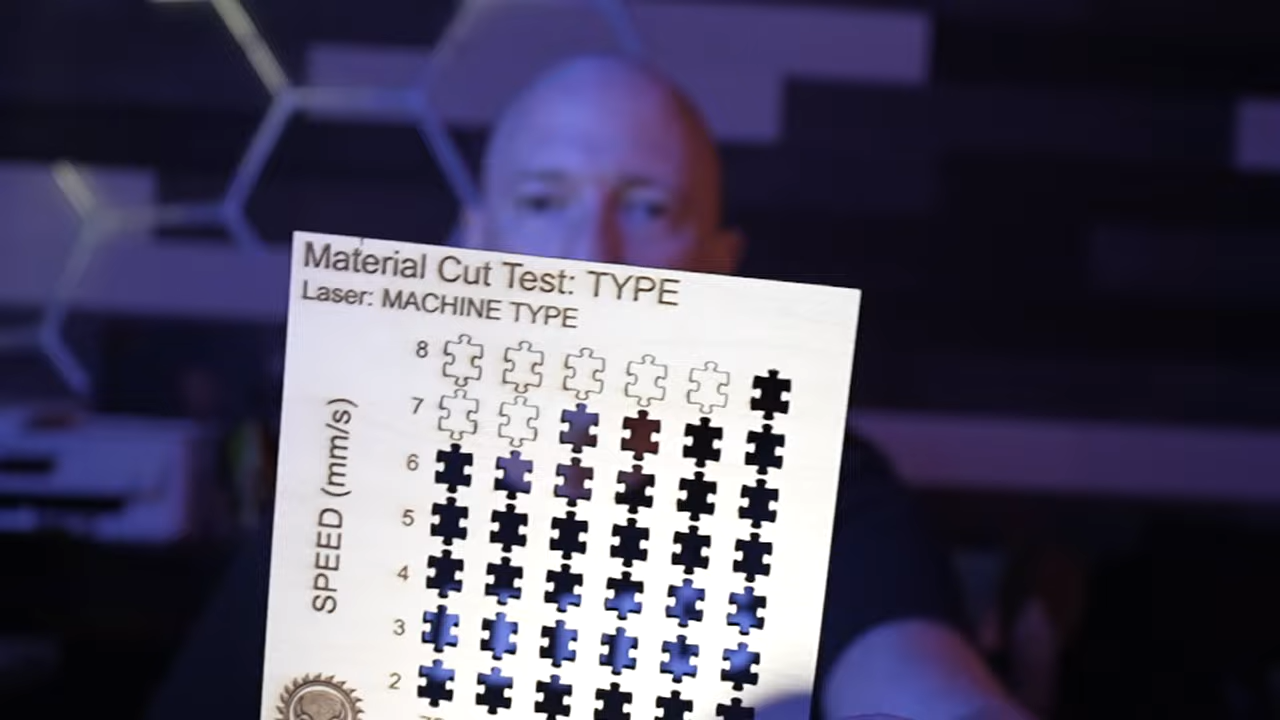 Material Cut Test: TYPE
Laser: MACHINE TYPE
8
7
6
5
4
3
2
SPEED (mm/s)